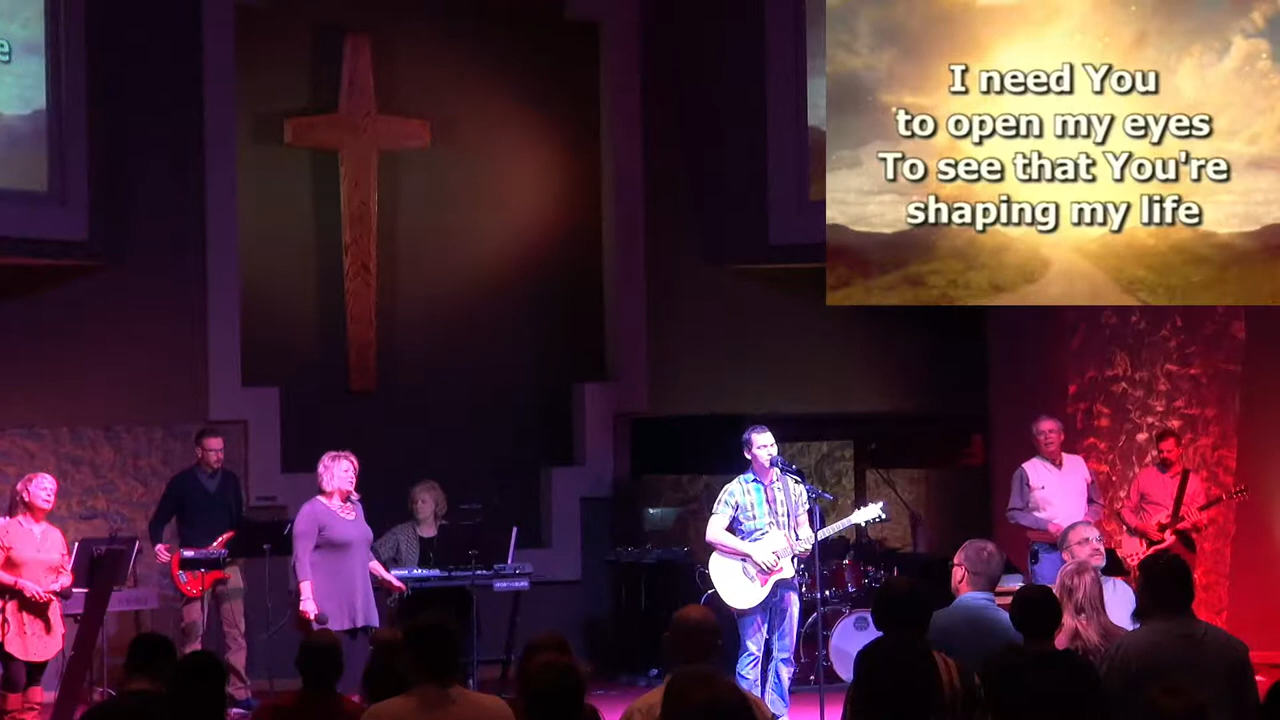 I need You
to open my eyes
To see that You're
shaping my life
e